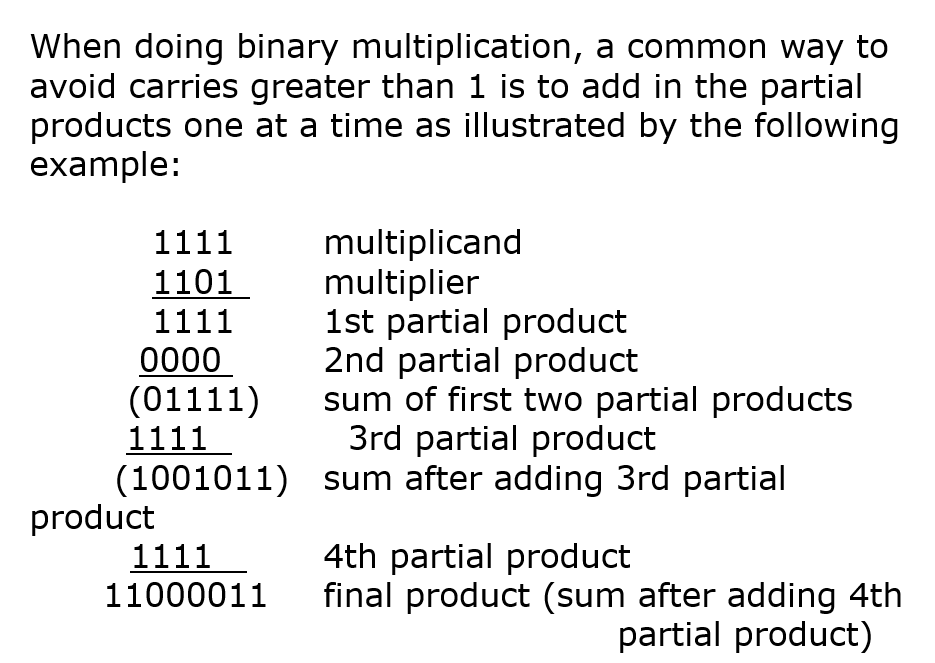 When doing binary multiplication, a common way to
avoid carries greater than 1 is to add in the partial
products one at a time as illustrated by the following
example:
1111 multiplicand
1101 multiplier
1111 1st partial product
0000 2nd partial product
(01111) sum of first two partial products
1111 3rd partial product
(1001011) sum after adding 3rd partial
product
1111 4th partial product
11000011 final product (sum after adding 4th
partial product)